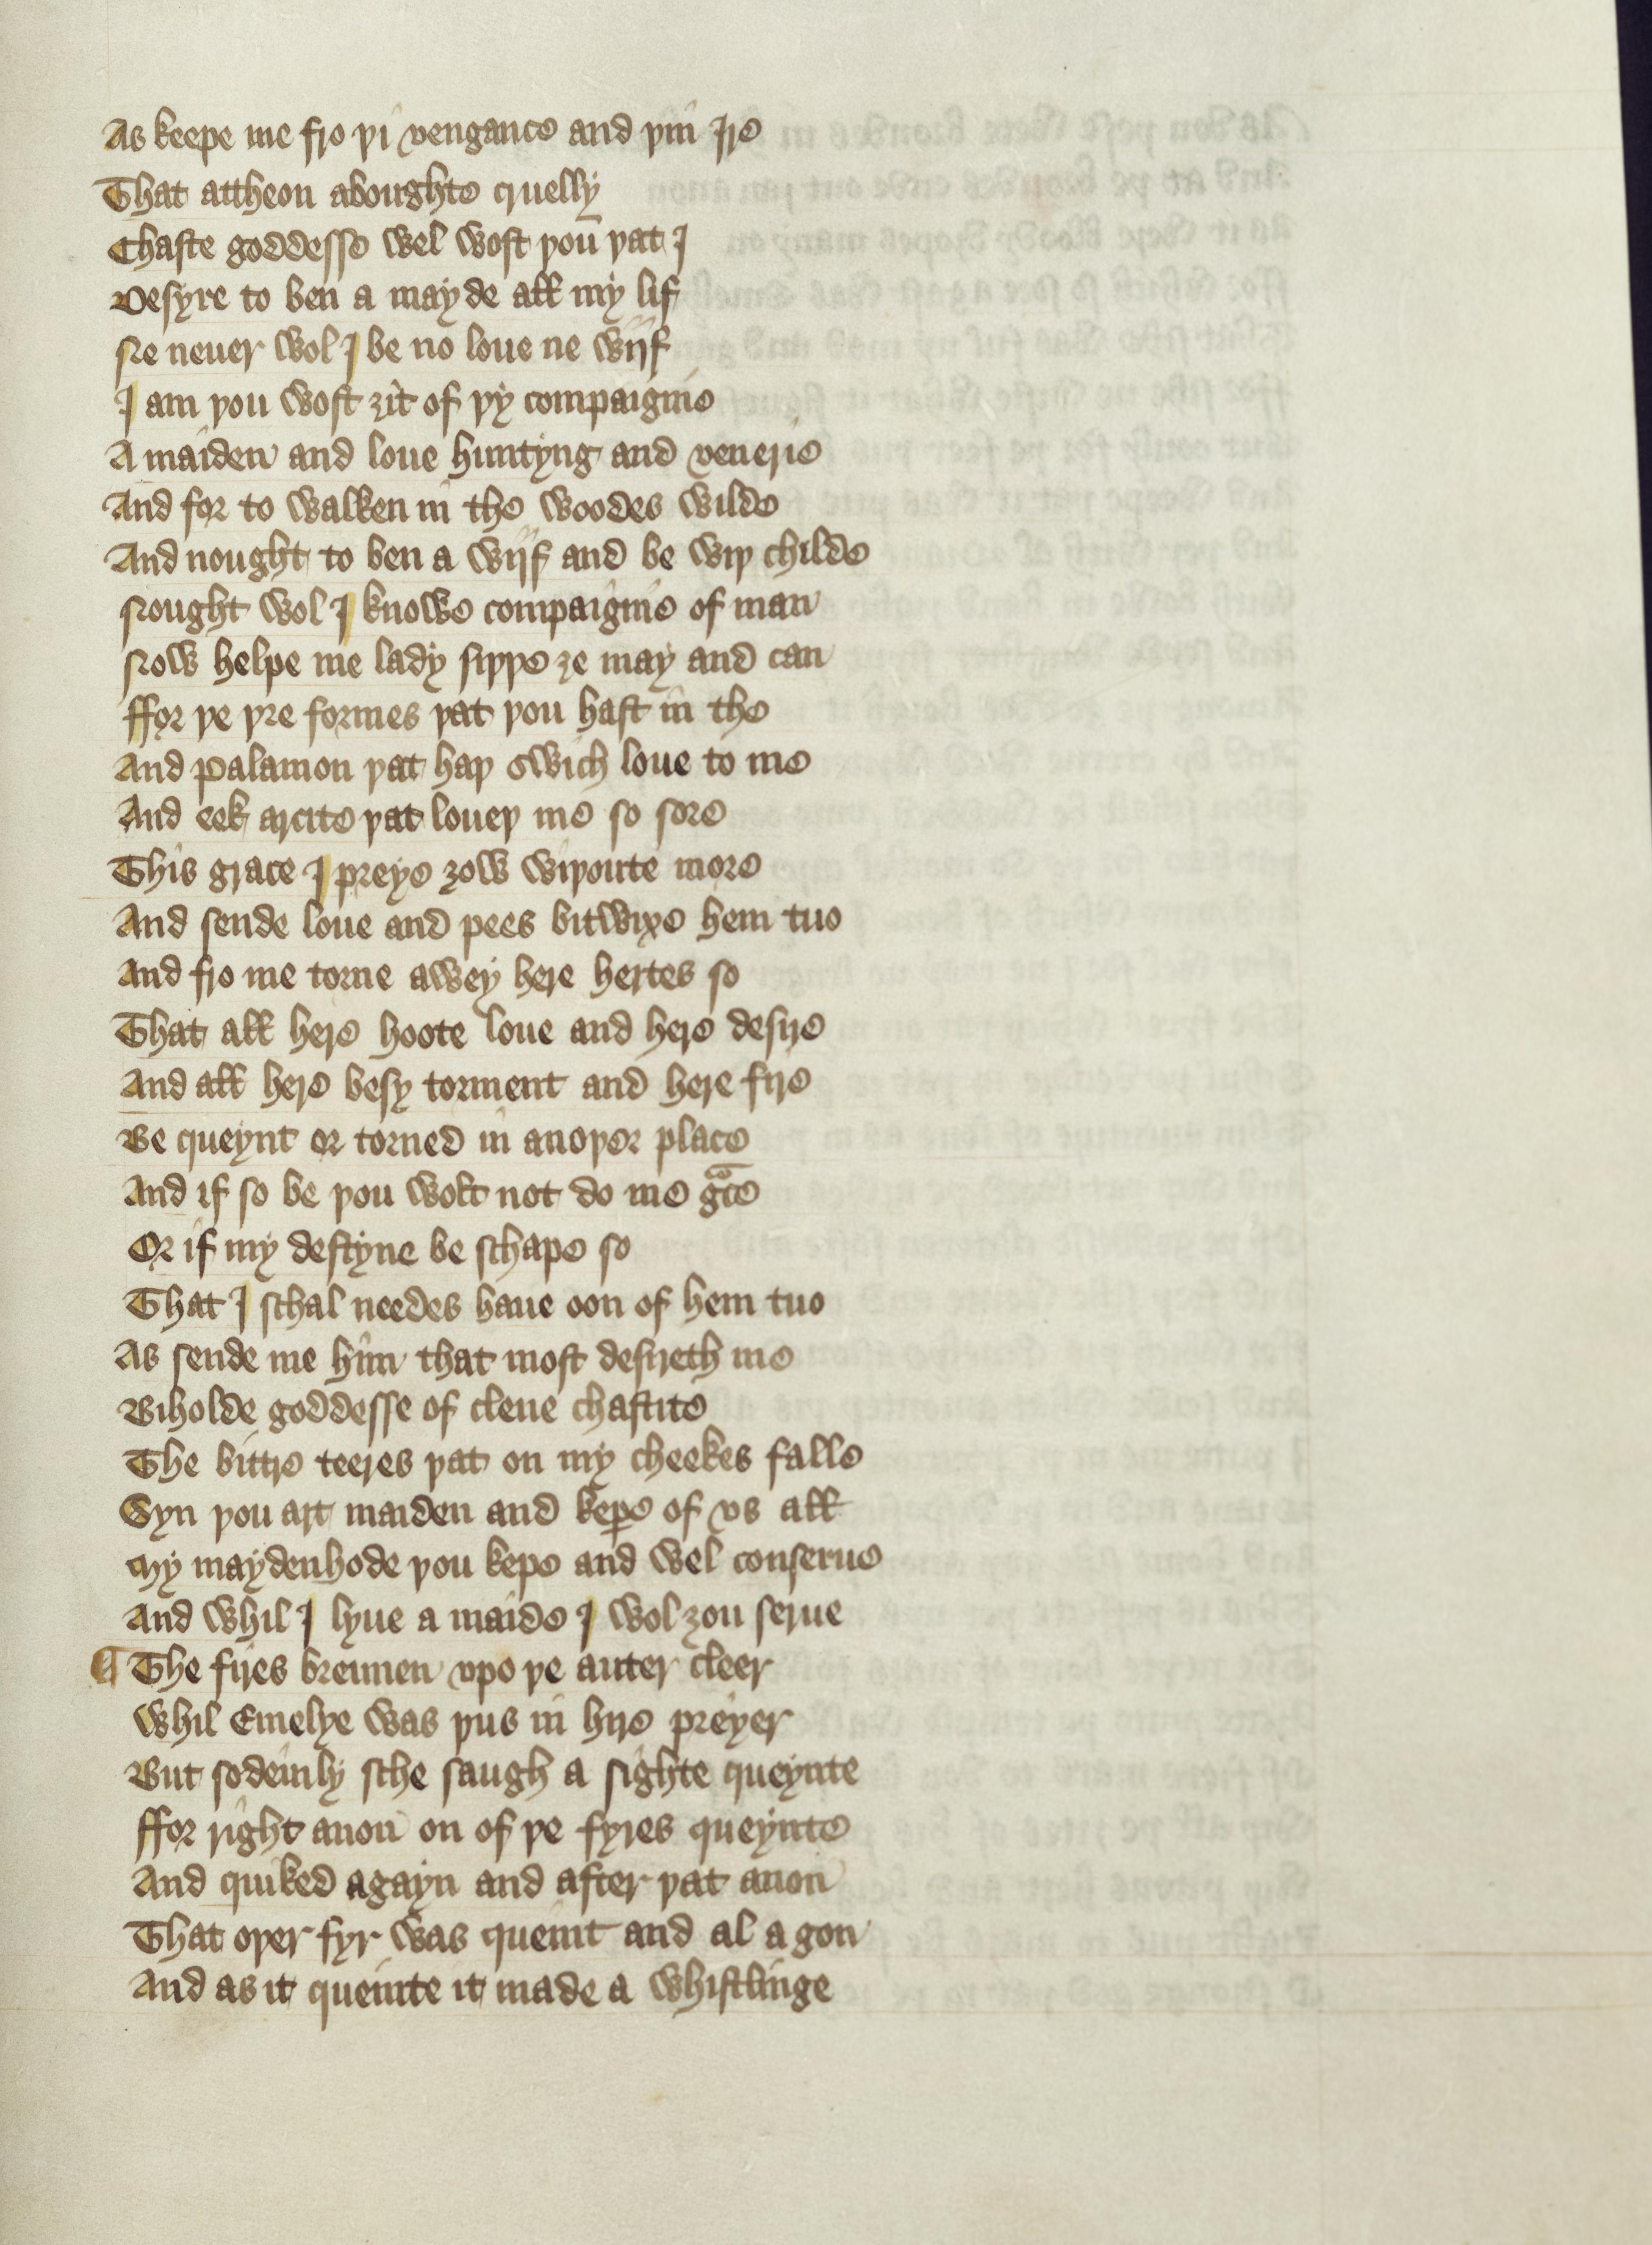 As keepe me fro þi vengance and þin Ire
That attheon aboughte cruelly
Chaste goddesse wel wost þou þat I
Desyre to ben a mayde all my lif
Ne neuer wol I be no loue ne wijf
I am þou wost ȝit of þy compaignie
A maiden and loue huntyng and venerie
And for to walken in the woodes wilde
And nought to ben a wijf and be wiþ childe
Nought wol I knowe compaignie of man
Now helpe me lady siþþe ȝe may and can
ffor þe þre formes þat þou hast in the
And Palamon þat haþ swich loue to me
And eek arcite þat loueþ me so sore
This grace I preye ȝow wiþoute more
And sende loue and pees bitwixe hem tuo
And fro me torne awey here hertes so
That all here hoote loue and here desire
And all here besy torment and here fire
Be queynt or torned in anoþer place
And if so be þou wolt not do me gͣce
Or if my destyne be schape so
That I schal needes haue oon of hem tuo
As sende me him that most desireth me
Biholde goddesse of clene chastite
The bittre teeres þat on my cheekes falle
Syn þou art maiden and keꝑe of vs all
My maydenhode þou kepe and wel conserue
And whil I lyue a maide I wol ȝou serue
¶ The fires brennen vpo þe auter cleer
Whil Emelye was þus in hire preyer
But sodeinly sche saugh a sighte queynte
ffor right anon on of þe fyres queynte
And quiked agayn and after þat anon
That oþer fyr was queint and al a gon
And as it queinte it made a whistlinge